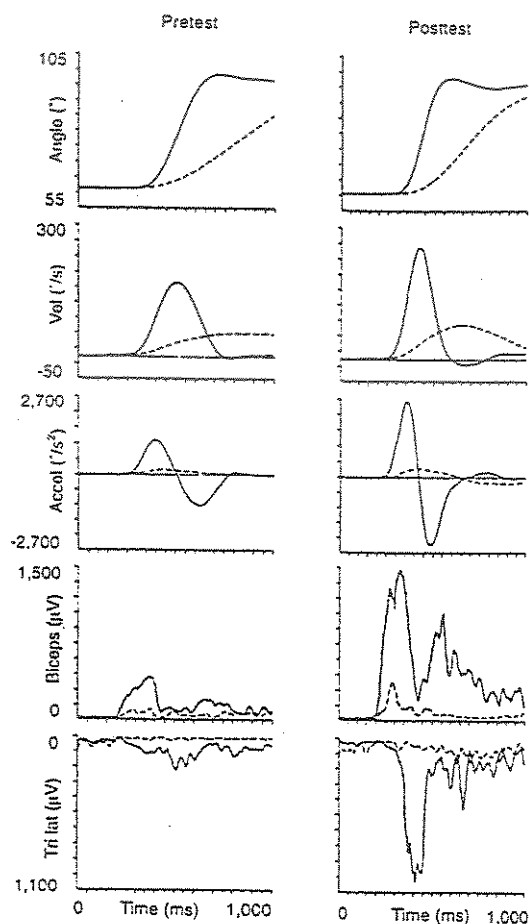 Pretest
Posttest
105
Angle (°)
55
300
Vel (°/s)
-50
2,700
Accel (°/s²)
-2,700
1,500
Biceps (μV)
0
0
Tri lat (μV)
1,100
0 Time (ms) 1,000
0 Time (ms) 1,000